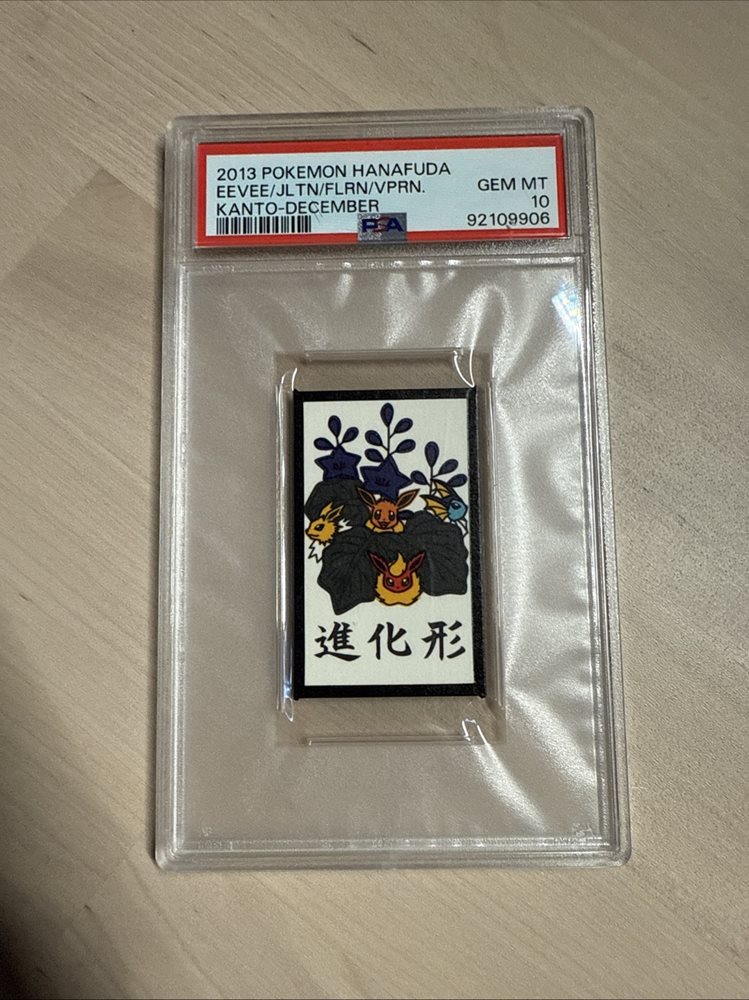 2013 POKEMON HANAFUDA
EEVEE/JLTN/FLRN/VPRN.
GEM MT
KANTO-DECEMBER
10
PSA
92109906
進化形